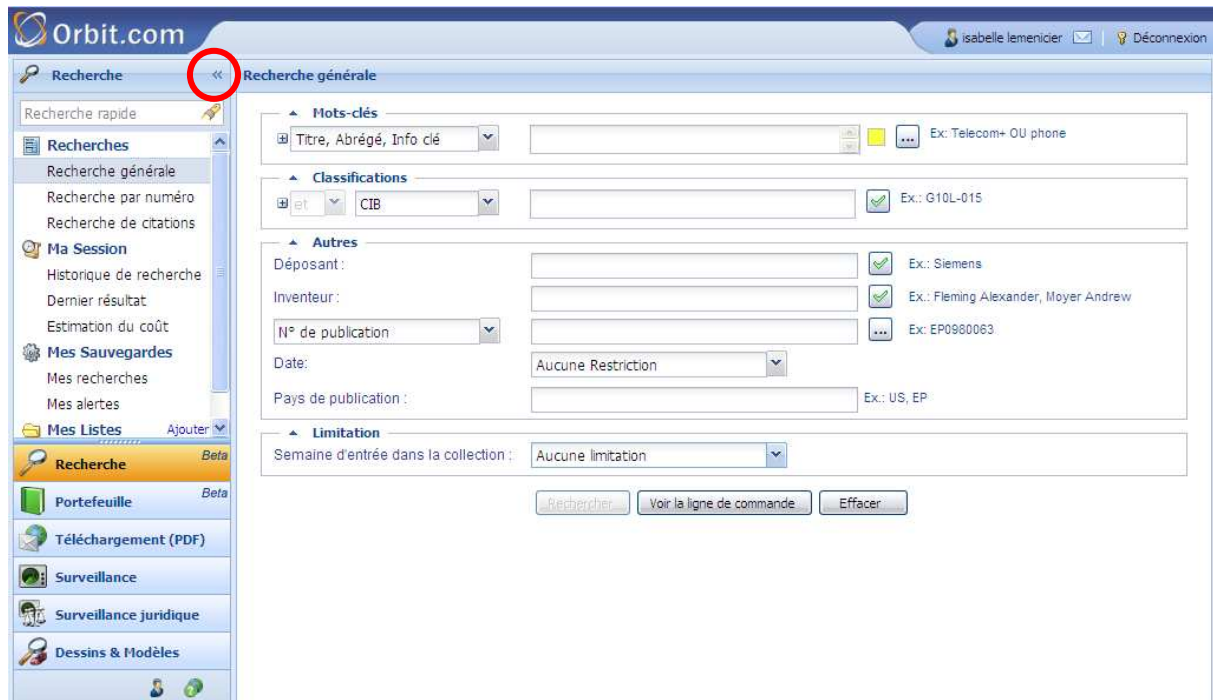 Orbit.com
isabelle lemenicier
Déconnexion
Recherche «
Recherche générale
Recherche rapide
Recherches
Recherche générale
Recherche par numéro
Recherche de citations
Ma Session
Historique de recherche
Dernier résultat
Estimation du coût
Mes Sauvegardes
Mes recherches
Mes alertes
Mes Listes Ajouter
Recherche Beta
Portefeuille Beta
Téléchargement (PDF)
Surveillance
Surveillance juridique
Dessins & Modèles
Mots-clés
Titre, Abrégé, Info clé ... Ex: Telecom+ OU phone
Classifications
et CIB Ex.: G10L-015
Autres
Déposant : Ex.: Siemens
Inventeur : Ex.: Fleming Alexander, Moyer Andrew
N° de publication ... Ex: EP0980063
Date: Aucune Restriction
Pays de publication : Ex.: US, EP
Limitation
Semaine d'entrée dans la collection : Aucune limitation
Rechercher Voir la ligne de commande Effacer